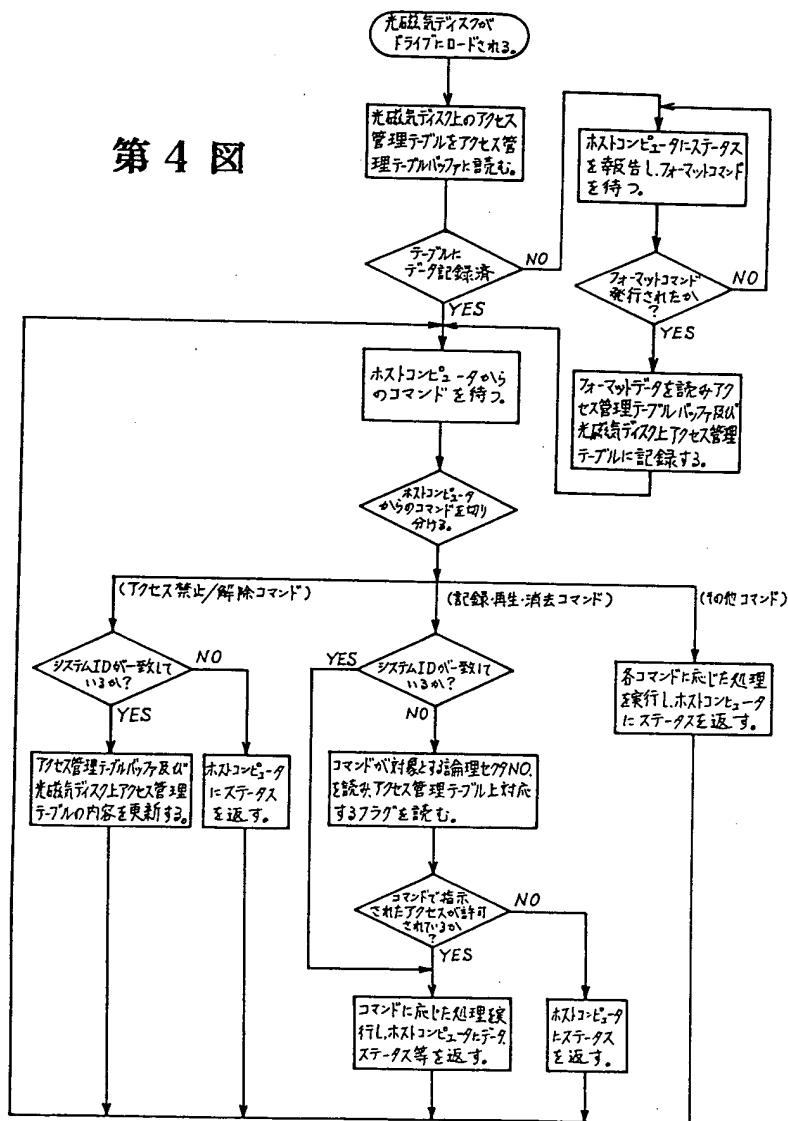 第4図
光磁気ディスクが
ドライブにロードされる。
光磁気ディスク上のアクセス
管理テーブルをアクセス管
理テーブルバッファに読む。
テーブルに
データ記録済
NO
YES
ホストコンピュータにステータス
を報告し、フォーマットコマンド
を待つ。
フォーマットコマンド
発行されたか
?
NO
YES
フォーマットデータを読みアク
セス管理テーブルバッファ及び
光磁気ディスク上アクセス管理
テーブルに記録する。
ホストコンピュータから
のコマンドを待つ。
ホストコンピュータ
からのコマンドを切り
分ける。
(アクセス禁止/解除コマンド)
(記録・再生・消去コマンド)
(その他コマンド)
システムIDが一致して
いるか?
NO
YES
アクセス管理テーブルバッファ及び
光磁気ディスク上アクセス管理
テーブルの内容を更新する。
ホストコンピュータ
にステータス
を返す。
システムIDが一致して
いるか?
YES
NO
コマンドが対象とする論理セクタNO.
を読み、アクセス管理テーブル上対応
するフラグを読む。
コマンドで指示
されたアクセスが許可
されているか
?
NO
YES
コマンドに応じた処理を実
行し、ホストコンピュータにデータ、
ステータス等を返す。
ホストコンピュータ
にステータス
を返す。
各コマンドに応じた処理
を実行し、ホストコンピュータ
にステータスを返す。